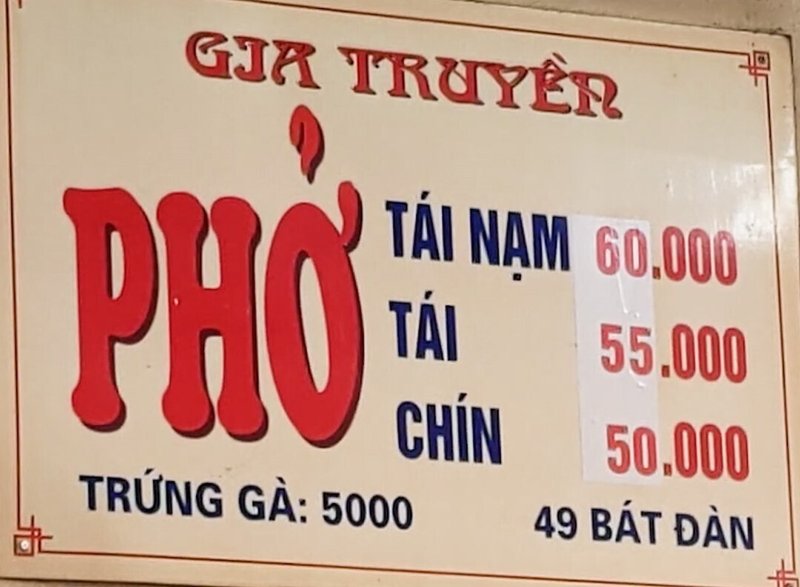 GIA TRUYỀN
PHỞ
TÁI NẠM 60.000
TÁI 55.000
CHÍN 50.000
TRỨNG GÀ: 5000
49 BÁT ĐÀN